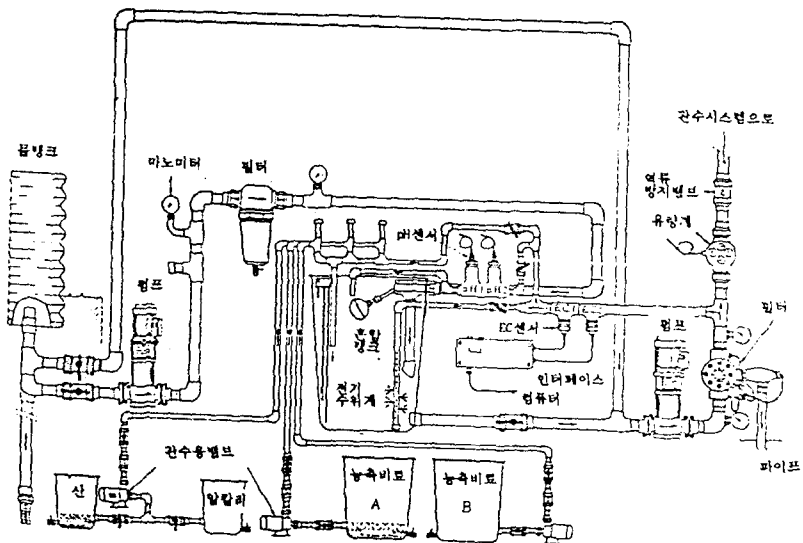 관수시스템으로
물탱크
마노미터
필터
역류
방지밸브
유량계
pH센서
펌프
혼합
탱크
EC센서
펌프
필터
인터페이스
컴퓨터
전기
수위계
파이프
관수용밸브
산
알칼리
농축비료
A
농축비료
B